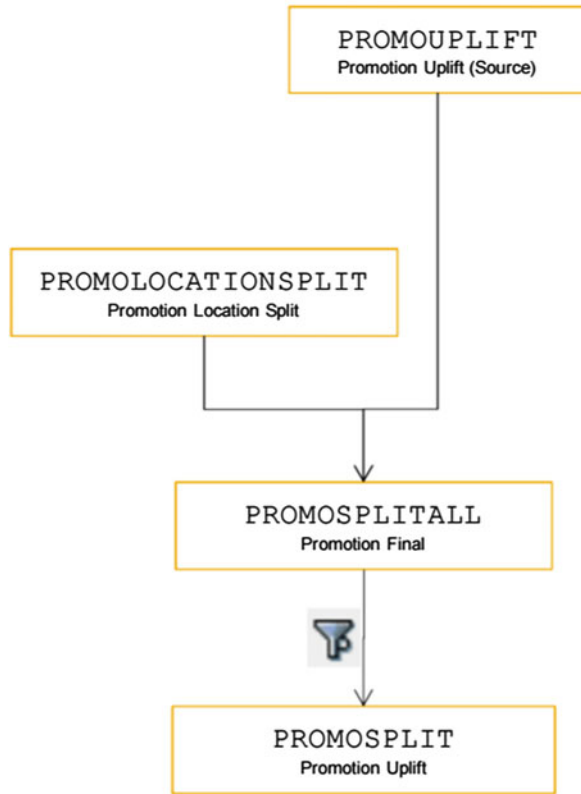 PROMOUPLIFT
Promotion Uplift (Source)
PROMOLOCATIONSPLIT
Promotion Location Split
PROMOSPLITALL
Promotion Final
PROMOSPLIT
Promotion Uplift